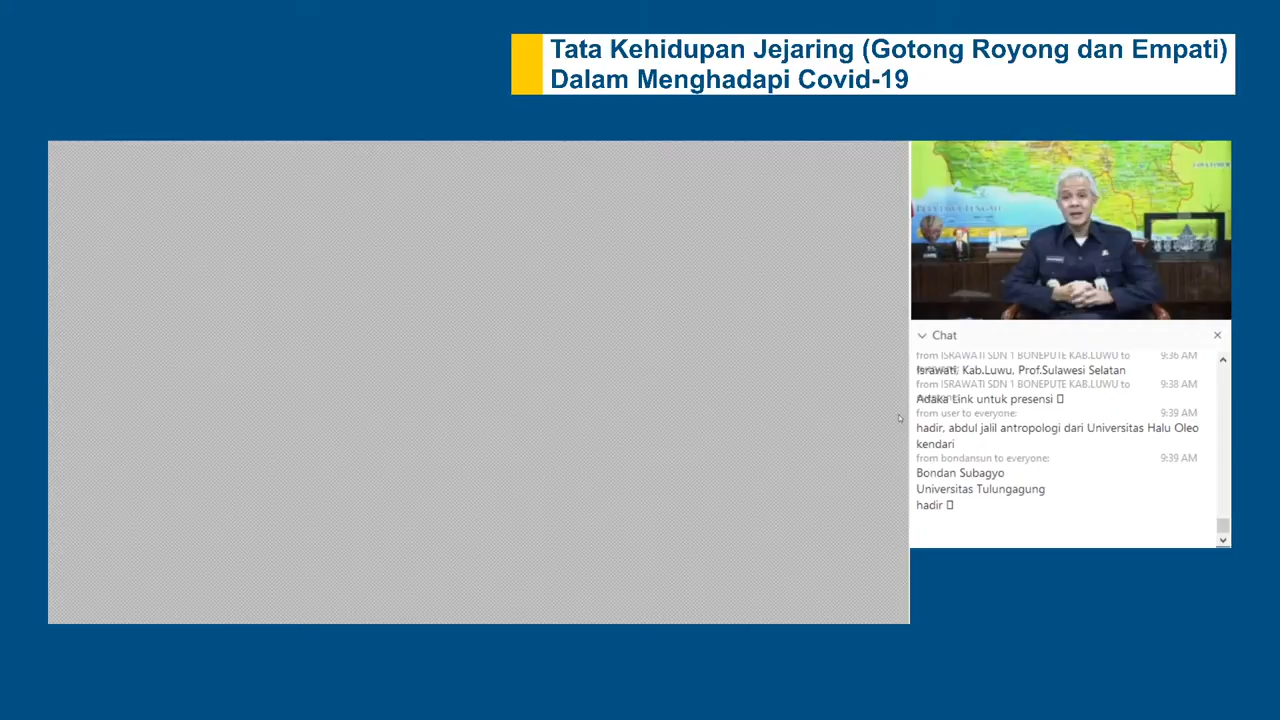 Tata Kehidupan Jejaring (Gotong Royong dan Empati)
Dalam Menghadapi Covid-19
Chat
from ISRAWATI SDN 1 BONEPUTE KAB.LUWU to 9:36 AM
Israwati, Kab.Luwu, Prof.Sulawesi Selatan
from ISRAWATI SDN 1 BONEPUTE KAB.LUWU to 9:38 AM
Adaka Link untuk presensi
from user to everyone: 9:39 AM
hadir, abdul jalil antropologi dari Universitas Halu Oleo
kendari
from bondansun to everyone: 9:39 AM
Bondan Subagyo
Universitas Tulungagung
hadir